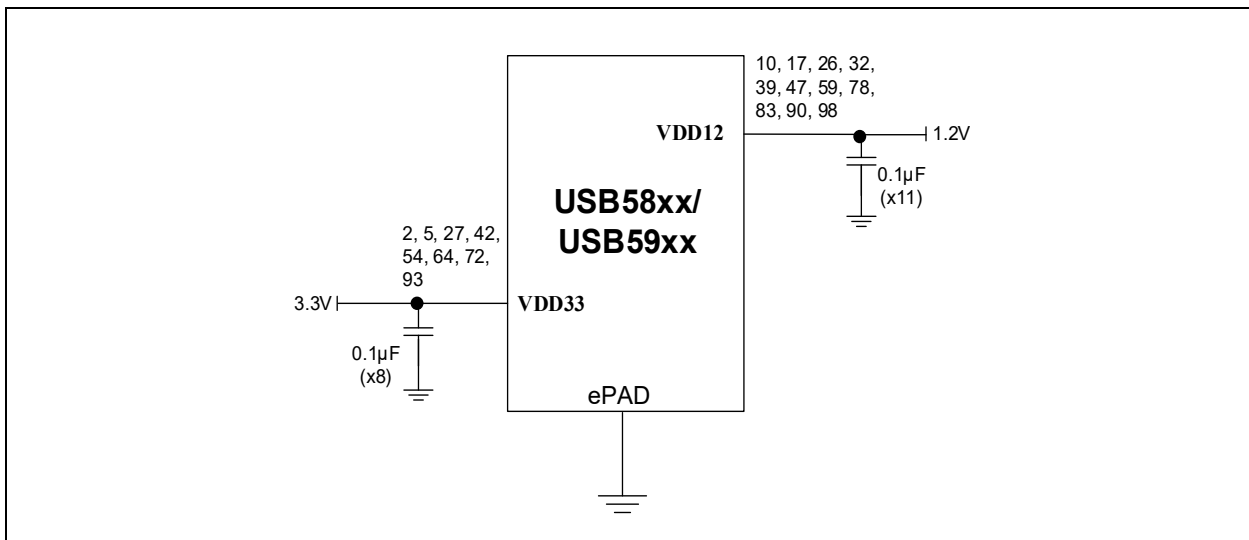 10, 17, 26, 32,
39, 47, 59, 78,
83, 90, 98
VDD12
1.2V
0.1µF
(x11)
USB58xx/
USB59xx
2, 5, 27, 42,
54, 64, 72,
93
3.3V
VDD33
0.1µF
(x8)
ePAD